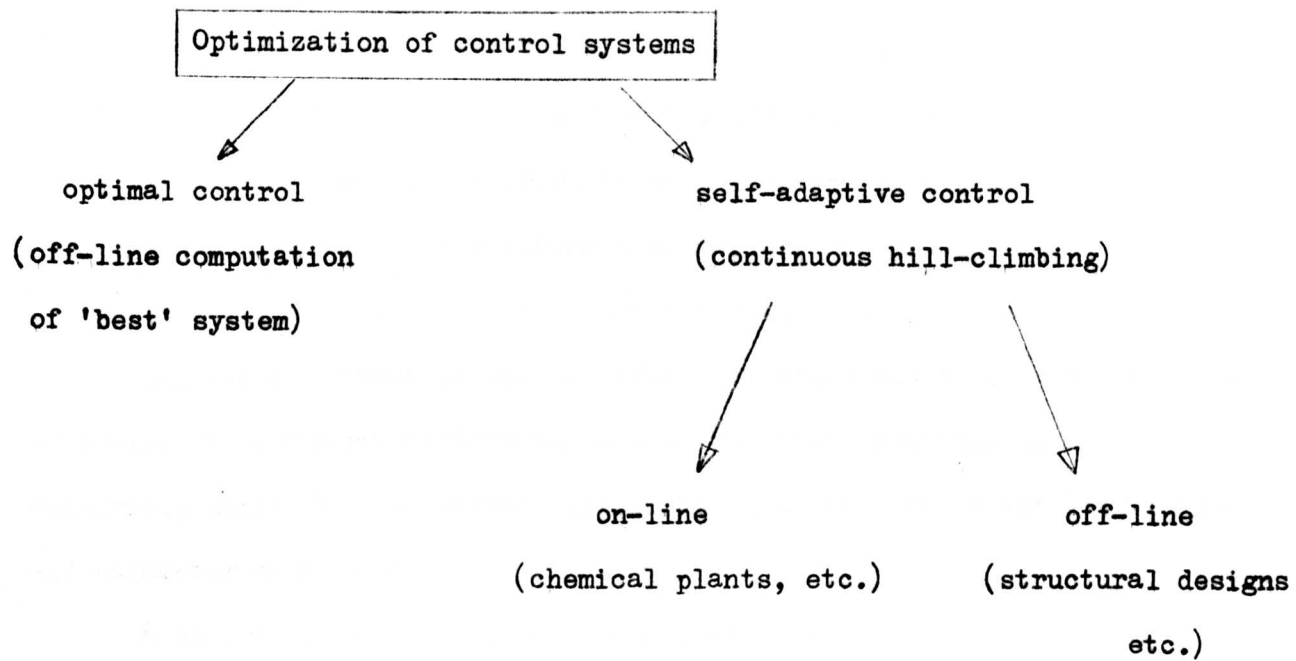 Optimization of control systems
optimal control
(off-line computation
of 'best' system)
self-adaptive control
(continuous hill-climbing)
on-line
(chemical plants, etc.)
off-line
(structural designs
etc.)